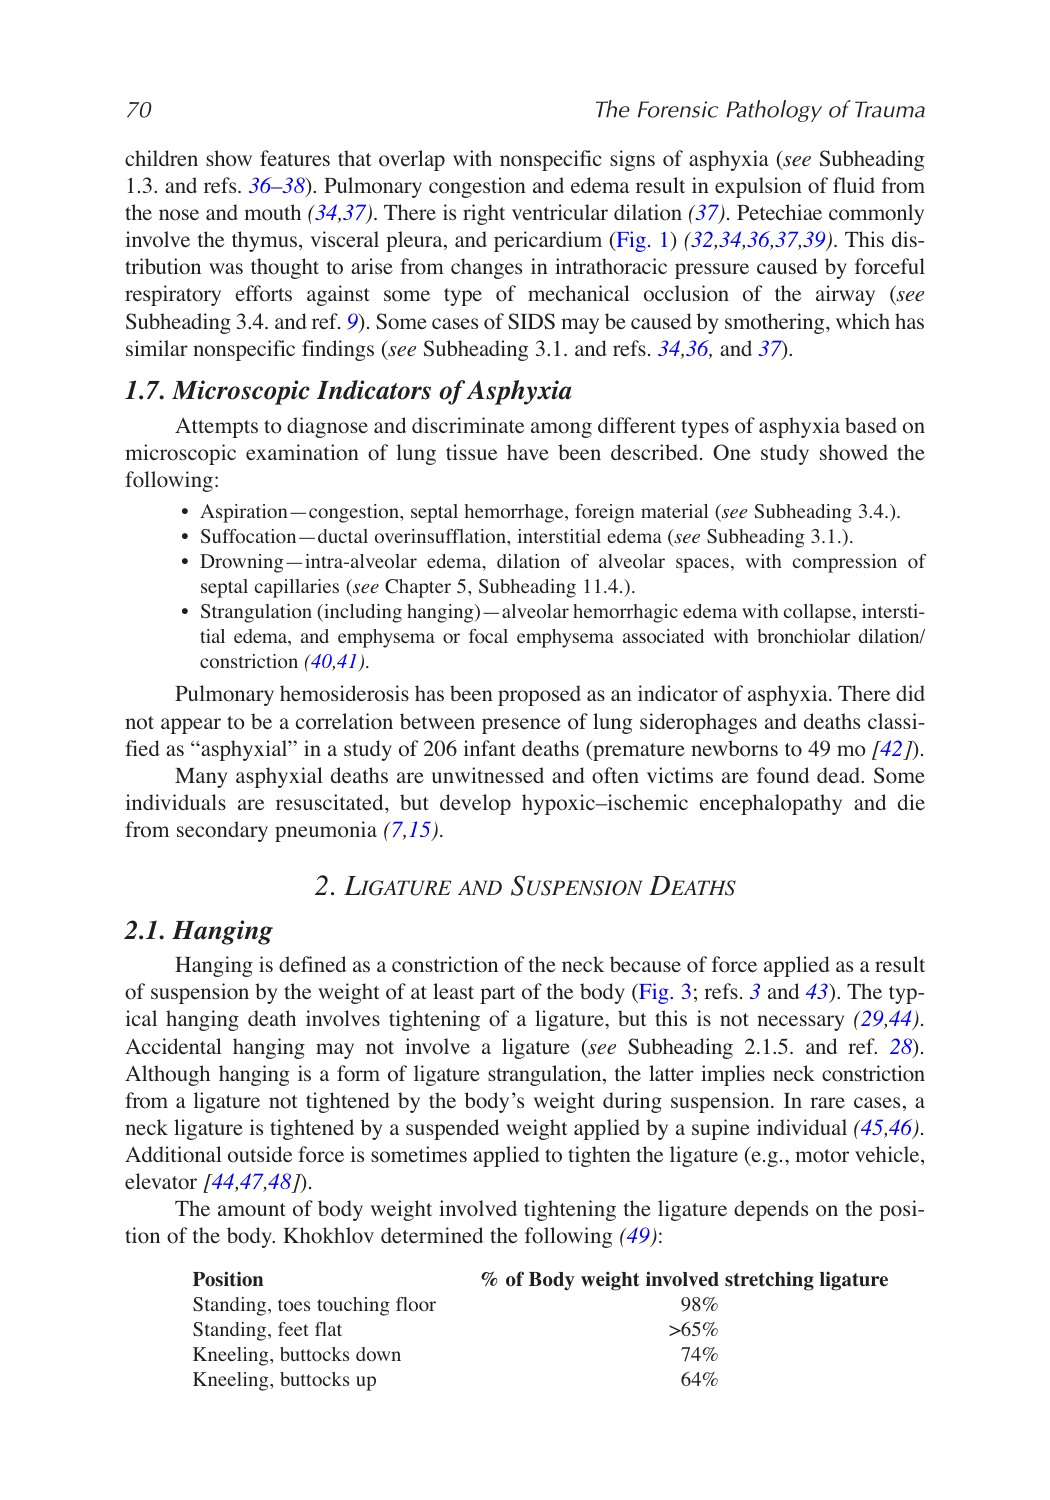 70 The Forensic Pathology of Trauma
children show features that overlap with nonspecific signs of asphyxia (see Subheading
1.3. and refs. 36–38). Pulmonary congestion and edema result in expulsion of fluid from
the nose and mouth (34,37). There is right ventricular dilation (37). Petechiae commonly
involve the thymus, visceral pleura, and pericardium (Fig. 1) (32,34,36,37,39). This dis-
tribution was thought to arise from changes in intrathoracic pressure caused by forceful
respiratory efforts against some type of mechanical occlusion of the airway (see
Subheading 3.4. and ref. 9). Some cases of SIDS may be caused by smothering, which has
similar nonspecific findings (see Subheading 3.1. and refs. 34,36, and 37).
1.7. Microscopic Indicators of Asphyxia
Attempts to diagnose and discriminate among different types of asphyxia based on
microscopic examination of lung tissue have been described. One study showed the
following:
• Aspiration—congestion, septal hemorrhage, foreign material (see Subheading 3.4.).
• Suffocation—ductal overinsufflation, interstitial edema (see Subheading 3.1.).
• Drowning—intra-alveolar edema, dilation of alveolar spaces, with compression of
septal capillaries (see Chapter 5, Subheading 11.4.).
• Strangulation (including hanging)—alveolar hemorrhagic edema with collapse, intersti-
tial edema, and emphysema or focal emphysema associated with bronchiolar dilation/
constriction (40,41).
Pulmonary hemosiderosis has been proposed as an indicator of asphyxia. There did
not appear to be a correlation between presence of lung siderophages and deaths classi-
fied as “asphyxial” in a study of 206 infant deaths (premature newborns to 49 mo [42]).
Many asphyxial deaths are unwitnessed and often victims are found dead. Some
individuals are resuscitated, but develop hypoxic–ischemic encephalopathy and die
from secondary pneumonia (7,15).
2. LIGATURE AND SUSPENSION DEATHS
2.1. Hanging
Hanging is defined as a constriction of the neck because of force applied as a result
of suspension by the weight of at least part of the body (Fig. 3; refs. 3 and 43). The typ-
ical hanging death involves tightening of a ligature, but this is not necessary (29,44).
Accidental hanging may not involve a ligature (see Subheading 2.1.5. and ref. 28).
Although hanging is a form of ligature strangulation, the latter implies neck constriction
from a ligature not tightened by the body’s weight during suspension. In rare cases, a
neck ligature is tightened by a suspended weight applied by a supine individual (45,46).
Additional outside force is sometimes applied to tighten the ligature (e.g., motor vehicle,
elevator [44,47,48]).
The amount of body weight involved tightening the ligature depends on the posi-
tion of the body. Khokhlov determined the following (49):
Position % of Body weight involved stretching ligature
Standing, toes touching floor 98%
Standing, feet flat >65%
Kneeling, buttocks down 74%
Kneeling, buttocks up 64%